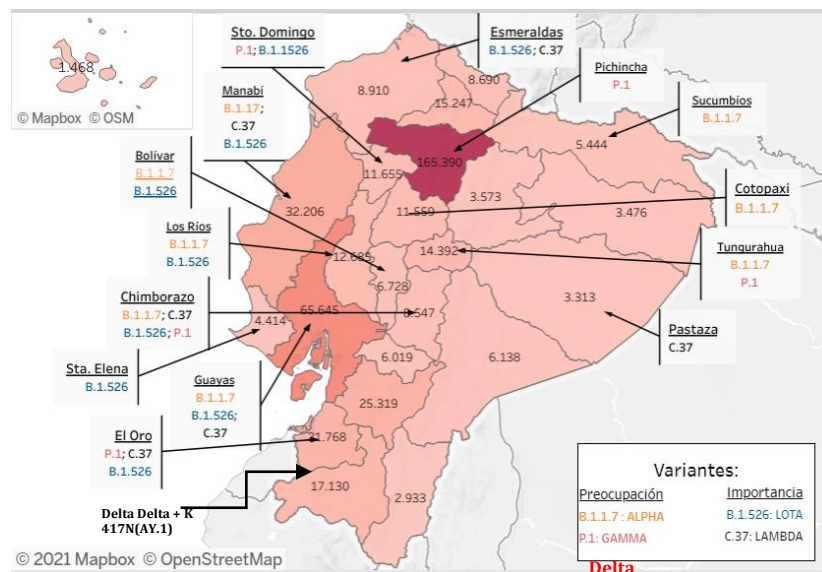 1.468
© Mapbox © OSM
Sto. Domingo
P.1; B.1.1526
Esmeraldas
B.1.526; C.37
Pichincha
P.1
Manabí
B.1.17;
C.37
B.1.526
Sucumbíos
B.1.1.7
Bolívar
B.1.1.7
B.1.526
Cotopaxi
B.1.1.7
Los Ríos
B.1.1.7
B.1.526
Tungurahua
B.1.1.7
P.1
Chimborazo
B.1.1.7; C.37
B.1.526; P.1
Pastaza
C.37
Sta. Elena
B.1.526
Guayas
B.1.1.7
B.1.526;
C.37
El Oro
P.1; C.37
B.1.526
8.910
8.690
15.247
165.390
5.444
11.655
3.573
32.206
11.559
3.476
12.685
14.392
6.728
3.313
65.645
8.547
4.414
6.019
6.138
25.319
21.768
17.130
2.933
Delta Delta + K
417N(AY.1)
Variantes:
Preocupación Importancia
B.1.1.7 : ALPHA B.1.526: LOTA
P.1: GAMMA C.37: LAMBDA
Delta
© 2021 Mapbox © OpenStreetMap